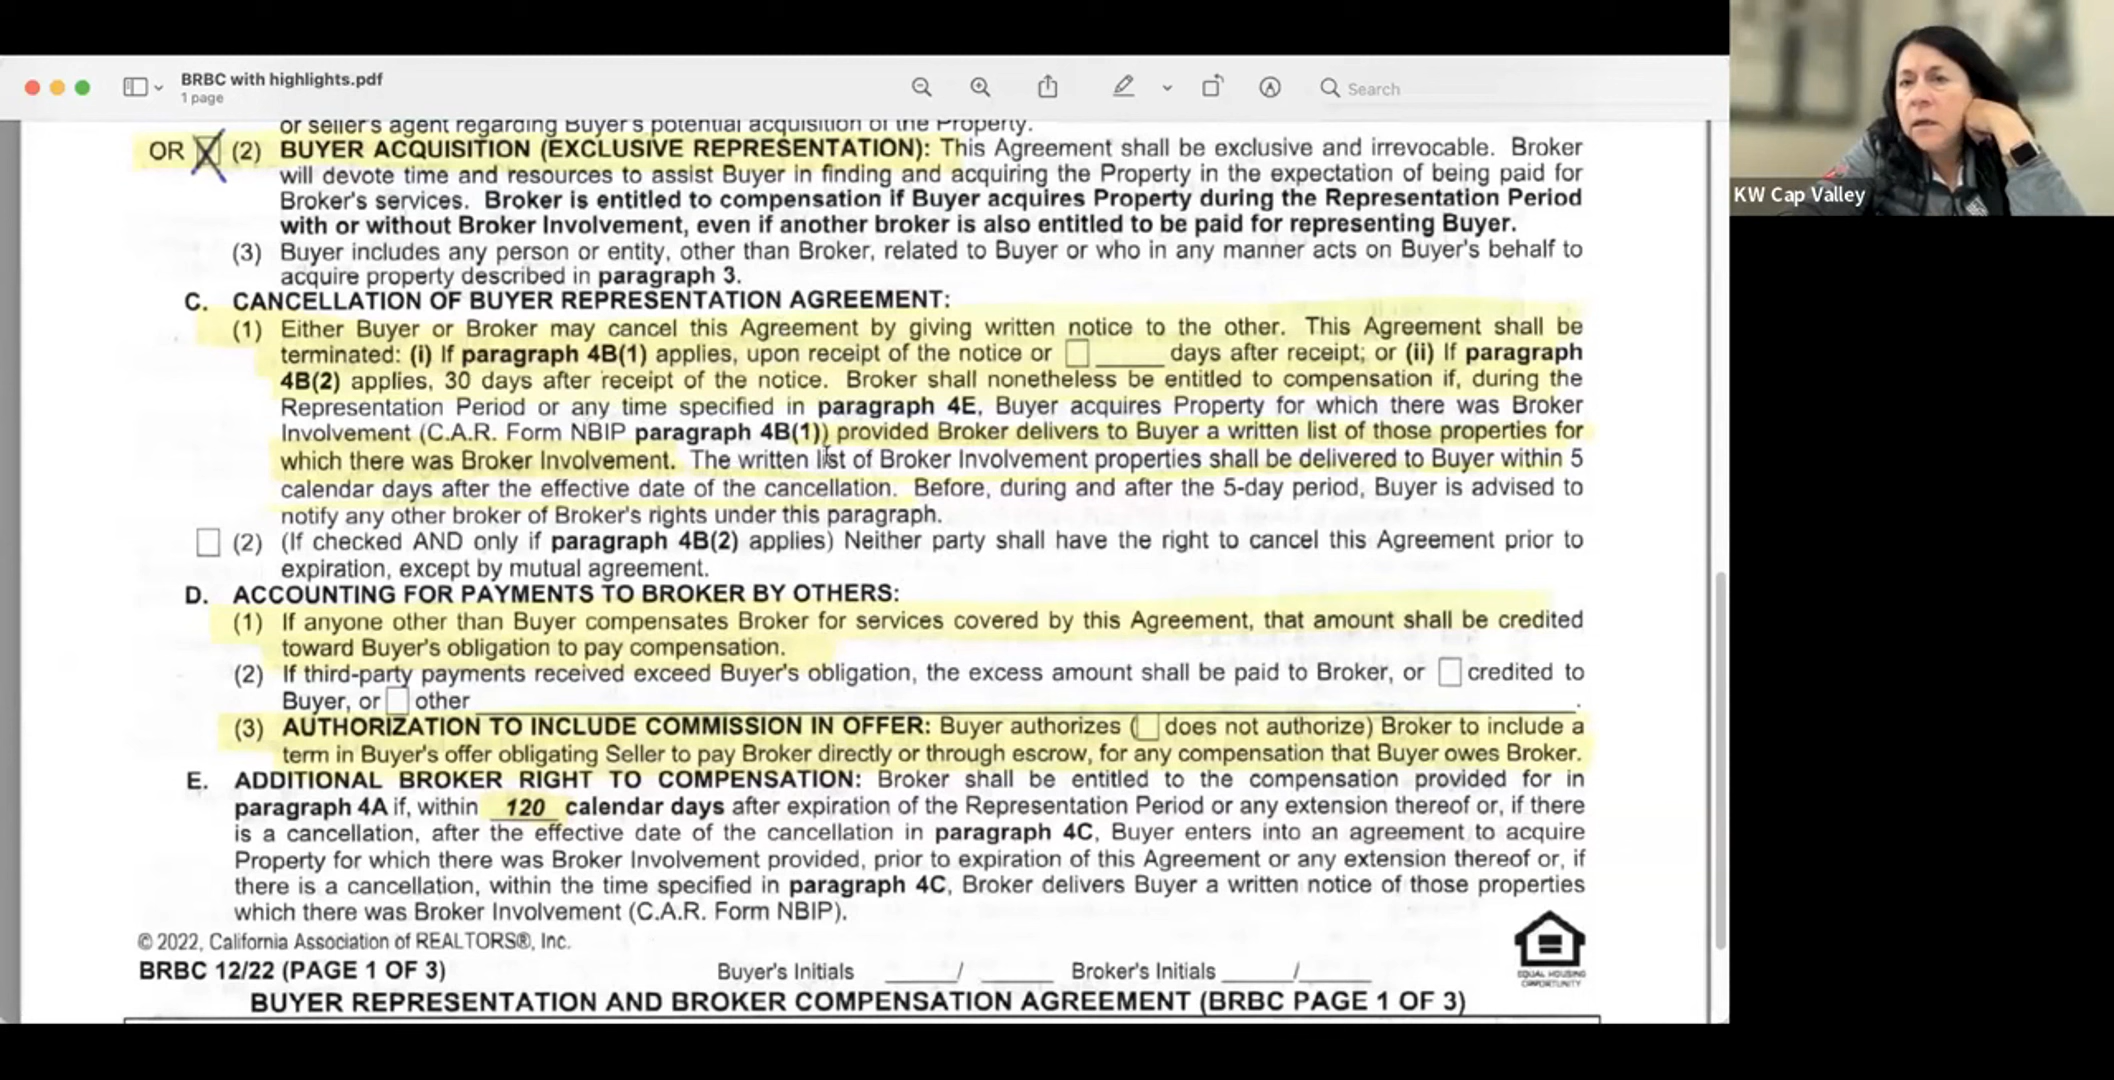 BRBC with highlights.pdf
1 page
Search
KW Cap Valley
or seller's agent regarding Buyer's potential acquisition of the Property.
OR (2) BUYER ACQUISITION (EXCLUSIVE REPRESENTATION): This Agreement shall be exclusive and irrevocable. Broker
will devote time and resources to assist Buyer in finding and acquiring the Property in the expectation of being paid for
Broker's services. Broker is entitled to compensation if Buyer acquires Property during the Representation Period
with or without Broker Involvement, even if another broker is also entitled to be paid for representing Buyer.
(3) Buyer includes any person or entity, other than Broker, related to Buyer or who in any manner acts on Buyer's behalf to
acquire property described in paragraph 3.
C. CANCELLATION OF BUYER REPRESENTATION AGREEMENT:
(1) Either Buyer or Broker may cancel this Agreement by giving written notice to the other. This Agreement shall be
terminated: (i) If paragraph 4B(1) applies, upon receipt of the notice or ☐ ______ days after receipt; or (ii) If paragraph
4B(2) applies, 30 days after receipt of the notice. Broker shall nonetheless be entitled to compensation if, during the
Representation Period or any time specified in paragraph 4E, Buyer acquires Property for which there was Broker
Involvement (C.A.R. Form NBIP paragraph 4B(1)) provided Broker delivers to Buyer a written list of those properties for
which there was Broker Involvement. The written list of Broker Involvement properties shall be delivered to Buyer within 5
calendar days after the effective date of the cancellation. Before, during and after the 5-day period, Buyer is advised to
notify any other broker of Broker's rights under this paragraph.
☐ (2) (If checked AND only if paragraph 4B(2) applies) Neither party shall have the right to cancel this Agreement prior to
expiration, except by mutual agreement.
D. ACCOUNTING FOR PAYMENTS TO BROKER BY OTHERS:
(1) If anyone other than Buyer compensates Broker for services covered by this Agreement, that amount shall be credited
toward Buyer's obligation to pay compensation.
(2) If third-party payments received exceed Buyer's obligation, the excess amount shall be paid to Broker, or ☐ credited to
Buyer, or ☐ other ______.
(3) AUTHORIZATION TO INCLUDE COMMISSION IN OFFER: Buyer authorizes (☐ does not authorize) Broker to include a
term in Buyer's offer obligating Seller to pay Broker directly or through escrow, for any compensation that Buyer owes Broker.
E. ADDITIONAL BROKER RIGHT TO COMPENSATION: Broker shall be entitled to the compensation provided for in
paragraph 4A if, within 120 calendar days after expiration of the Representation Period or any extension thereof or, if there
is a cancellation, after the effective date of the cancellation in paragraph 4C, Buyer enters into an agreement to acquire
Property for which there was Broker Involvement provided, prior to expiration of this Agreement or any extension thereof or, if
there is a cancellation, within the time specified in paragraph 4C, Broker delivers Buyer a written notice of those properties
which there was Broker Involvement (C.A.R. Form NBIP).
© 2022, California Association of REALTORS®, Inc.
BRBC 12/22 (PAGE 1 OF 3) Buyer's Initials ______/______ Broker's Initials ______/______
EQUAL HOUSING
OPPORTUNITY
BUYER REPRESENTATION AND BROKER COMPENSATION AGREEMENT (BRBC PAGE 1 OF 3)